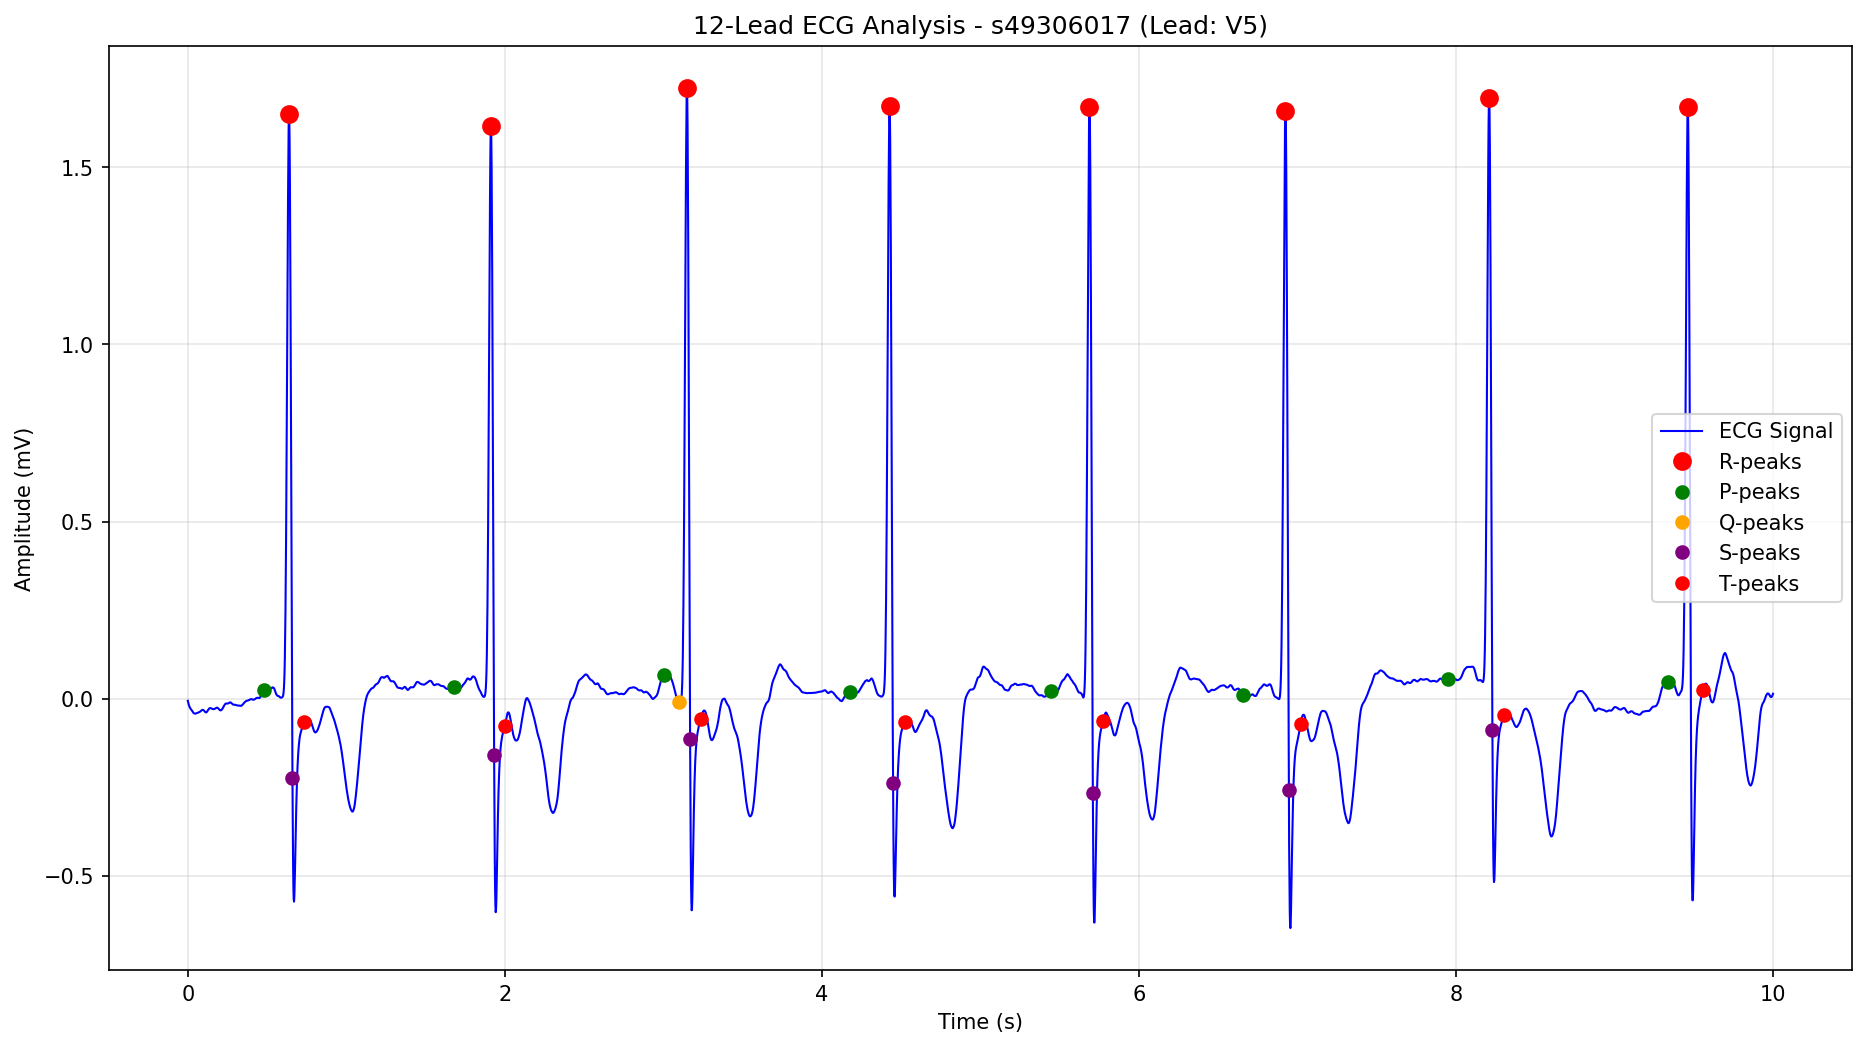 12-Lead ECG Analysis - s49306017 (Lead: V5)
Amplitude (mV)
1.5
1.0
0.5
0.0
−0.5
ECG Signal
R-peaks
P-peaks
Q-peaks
S-peaks
T-peaks
0 2 4 6 8 10
Time (s)